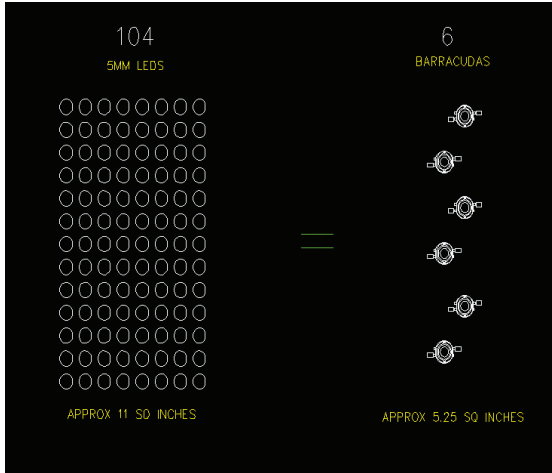 104
5MM LEDS
6
BARRACUDAS
APPROX 11 SQ INCHES
APPROX 5.25 SQ INCHES